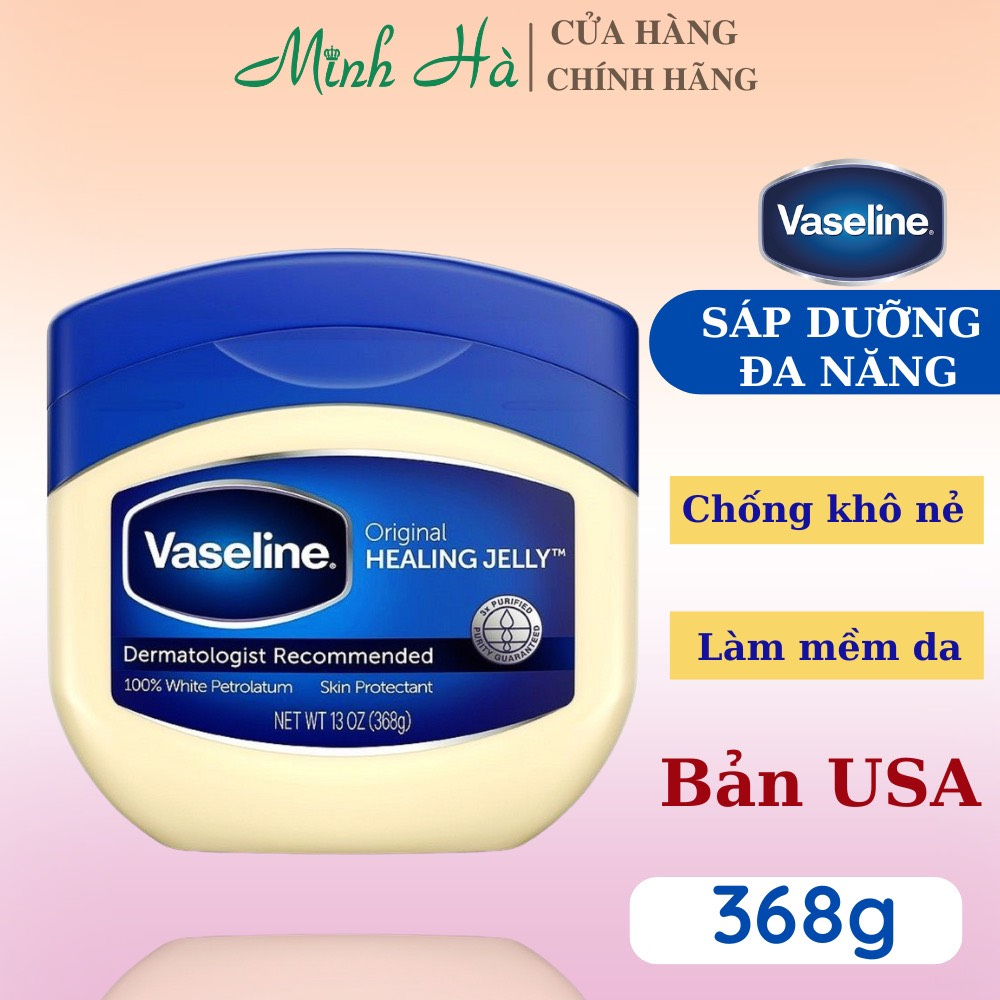 Minh Hà
CỬA HÀNG
CHÍNH HÃNG
Vaseline.
SÁP DƯỠNG
ĐA NĂNG
Chống khô nẻ
Làm mềm da
Bản USA
368g
Vaseline.
Original
HEALING JELLY™
3X PURIFIED
PURITY GUARANTEED
Dermatologist Recommended
100% White Petrolatum Skin Protectant
NET WT 13 OZ (368g)